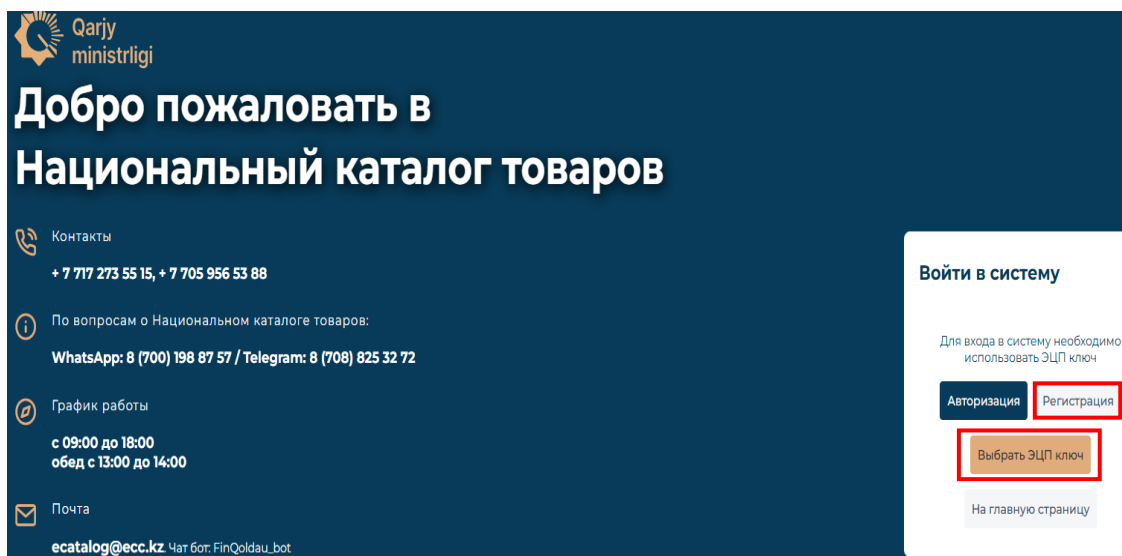 Qarjy
ministrligi
Добро пожаловать в
Национальный каталог товаров
Контакты
+ 7 717 273 55 15, + 7 705 956 53 88
По вопросам о Национальном каталоге товаров:
WhatsApp: 8 (700) 198 87 57 / Telegram: 8 (708) 825 32 72
График работы
с 09:00 до 18:00
обед с 13:00 до 14:00
Почта
ecatalog@ecc.kz. Чат бот: FinQoldau_bot
Войти в систему
Для входа в систему необходимо
использовать ЭЦП ключ
Авторизация Регистрация
Выбрать ЭЦП ключ
На главную страницу